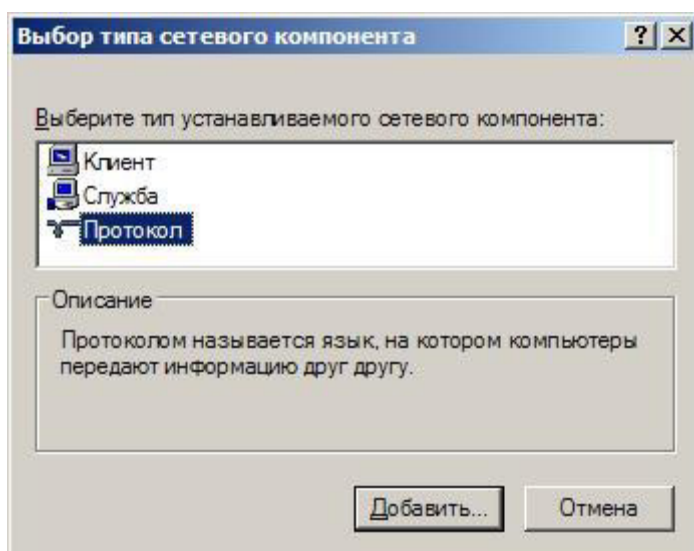 Выбор типа сетевого компонента
Выберите тип устанавливаемого сетевого компонента:
Клиент
Служба
Протокол
Описание
Протоколом называется язык, на котором компьютеры
передают информацию друг другу.
Добавить...
Отмена